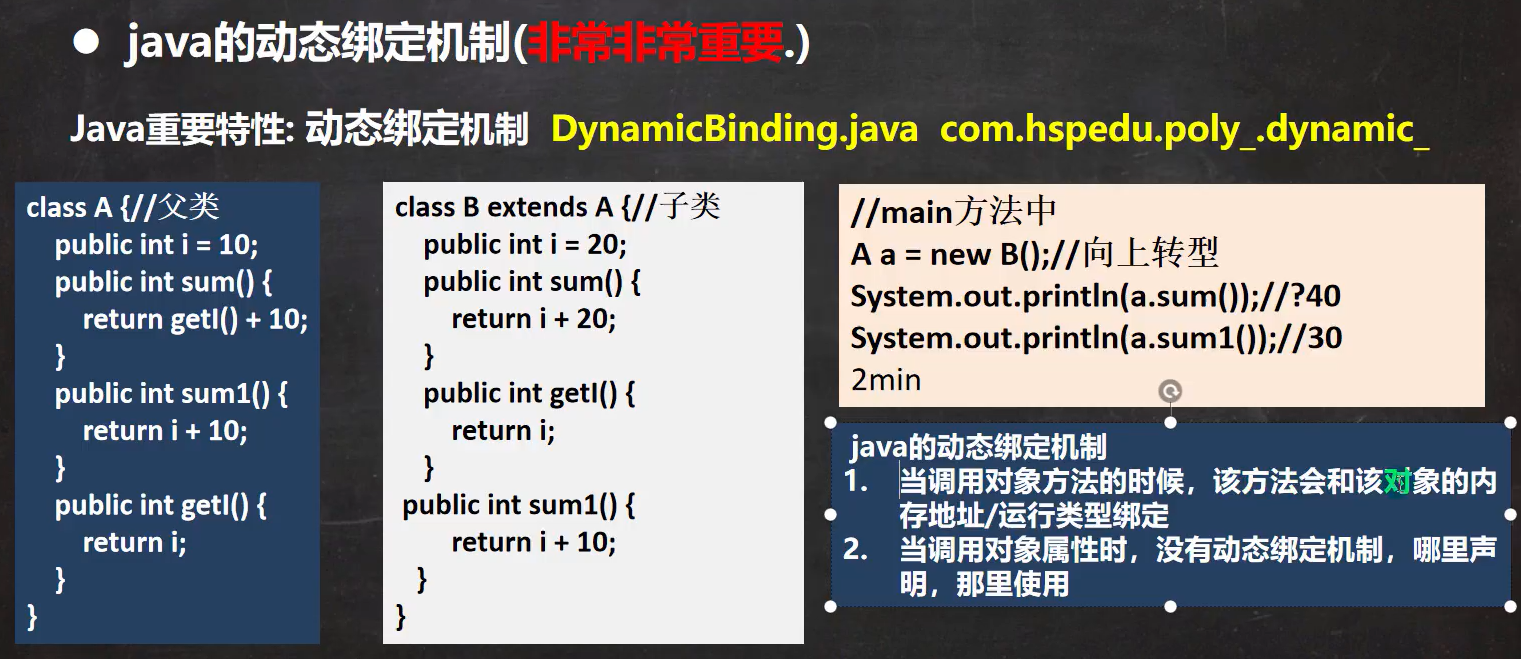 ● java的动态绑定机制(非常非常重要.)
Java重要特性: 动态绑定机制 DynamicBinding.java com.hspedu.poly_.dynamic_
class A {//父类
public int i = 10;
public int sum() {
return getI() + 10;
}
public int sum1() {
return i + 10;
}
public int getI() {
return i;
}
}
class B extends A {//子类
public int i = 20;
public int sum() {
return i + 20;
}
public int getI() {
return i;
}
public int sum1() {
return i + 10;
}
}
//main方法中
A a = new B();//向上转型
System.out.println(a.sum());//?40
System.out.println(a.sum1());//30
2min
java的动态绑定机制
1. 当调用对象方法的时候，该方法会和该对象的内
存地址/运行类型绑定
2. 当调用对象属性时，没有动态绑定机制，哪里声
明，那里使用